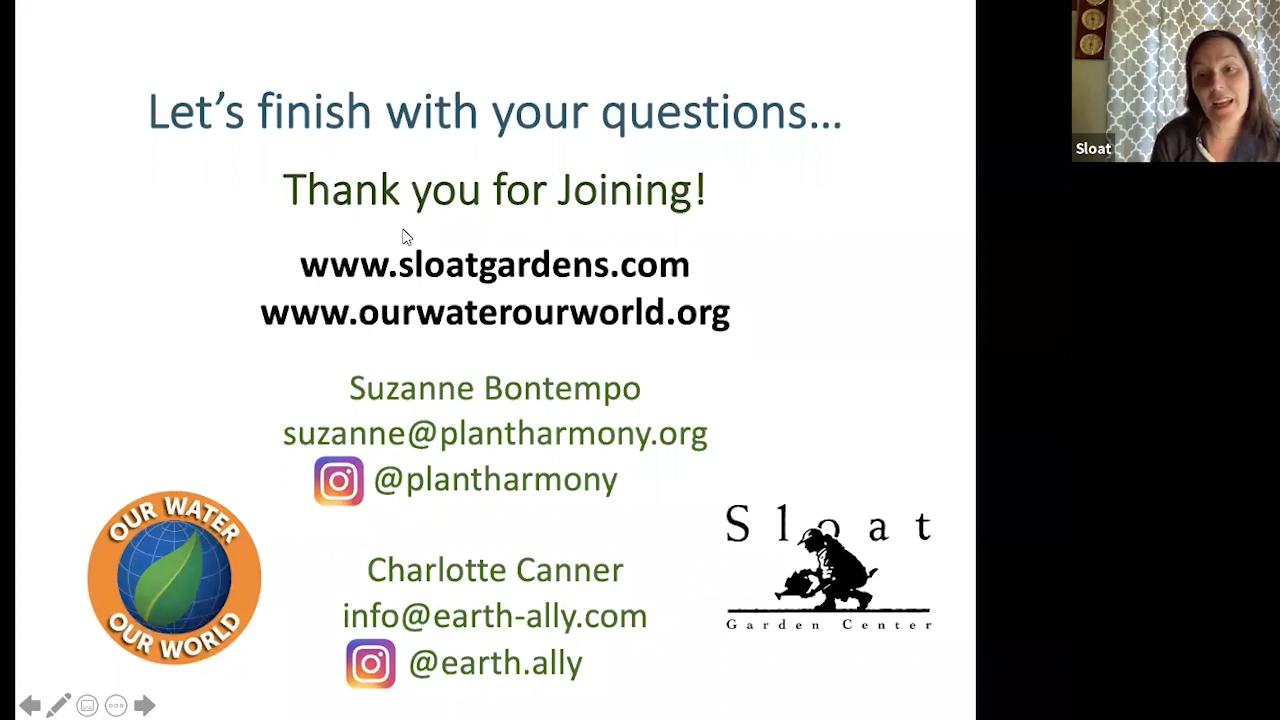 Let's finish with your questions...
Thank you for Joining!
www.sloatgardens.com
www.ourwaterourworld.org
Suzanne Bontempo
suzanne@plantharmony.org
@plantharmony
Charlotte Canner
info@earth-ally.com
@earth.ally
OUR WATER
OUR WORLD
Sloat
Garden Center
Sloat